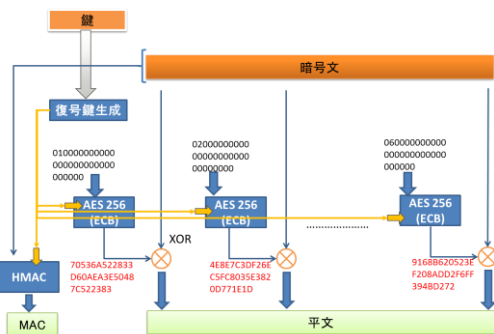 鍵
暗号文
復号鍵生成
010000000000
000000000000
000000
02000000000
00000000000
00000000
060000000000
000000000000
000000
AES 256
(ECB)
AES 256
(ECB)
AES 256
(ECB)
....................
XOR
70536A522833
D60AEA3E5048
7C522383
4E8E7C3DF26E
C5FC8035E382
0D771E1D
9168B620523E
F208ADD2F6FF
394BD272
HMAC
MAC
平文